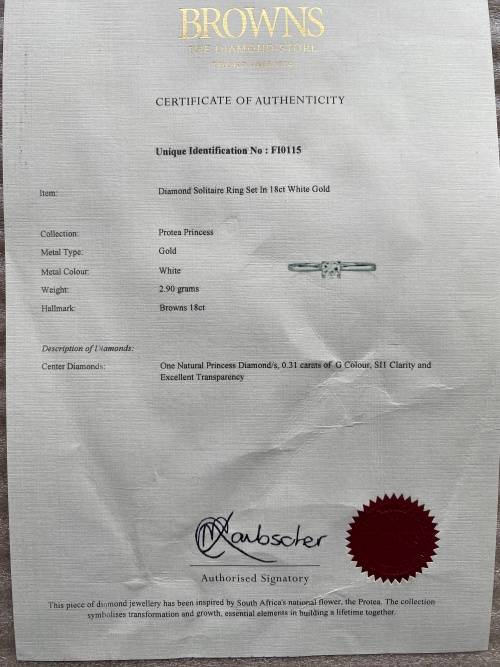 BROWNS
THE DIAMOND STORE
CERTIFICATE OF AUTHENTICITY
Unique Identification No : FI0115
Item: Diamond Solitaire Ring Set In 18ct White Gold
Collection: Protea Princess
Metal Type: Gold
Metal Colour: White
Weight: 2.90 grams
Hallmark: Browns 18ct
Description of Diamonds:
Center Diamonds: One Natural Princess Diamond/s, 0.31 carats of G Colour, SI1 Clarity and
Excellent Transparency
Authorised Signatory
This piece of diamond jewellery has been inspired by South Africa's national flower, the Protea. The collection
symbolises transformation and growth, essential elements in building a lifetime together.